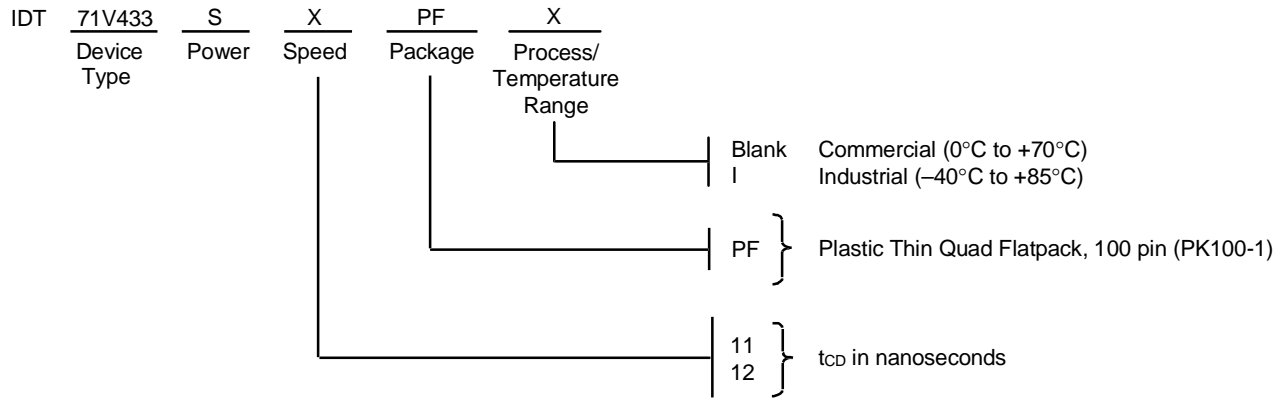 IDT 71V433 S X PF X
Device Type Power Speed Package Process/ Temperature Range
Blank Commercial (0°C to +70°C)
I Industrial (–40°C to +85°C)
PF Plastic Thin Quad Flatpack, 100 pin (PK100-1)
11
12
tCD in nanoseconds